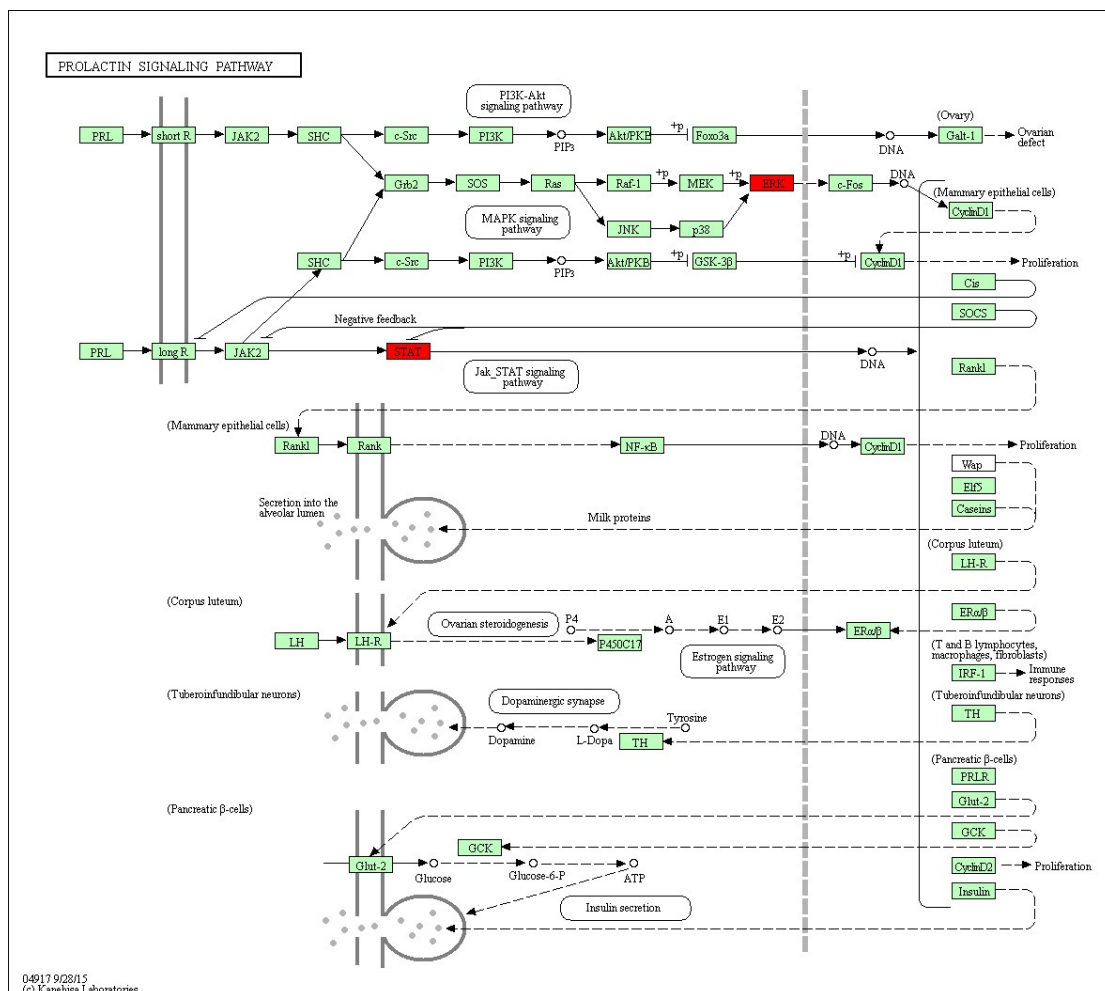 PROLACTIN SIGNALING PATHWAY
PI3K-Akt
signaling pathway
(Ovary)
PRL short R JAK2 SHC c-Src PI3K PIP3 Akt/PKB +p Foxo3a DNA Galt-1 Ovarian
defect
Grb2 SOS Ras Raf-1 +p MEK +p ERK c-Fos DNA
(Mammary epithelial cells)
CyclinD1
MAPK signaling
pathway
JNK p38
SHC c-Src PI3K PIP3 Akt/PKB +p GSK-3β +p CyclinD1 Proliferation
Cis
SOCS
Negative feedback
PRL long R JAK2 STAT DNA
Jak_STAT signaling
pathway
Rankl
(Mammary epithelial cells)
Rankl Rank NF-κB DNA CyclinD1 Proliferation
Wap
Elf5
Caseins
Secretion into the
alveolar lumen
Milk proteins
(Corpus luteum)
LH-R
(Corpus luteum)
Ovarian steroidogenesis P4 A E1 E2 ERα/β
LH LH-R P450C17 ERα/β
Estrogen signaling
pathway
(T and B lymphocytes,
macrophages, fibroblasts)
IRF-1 Immune
responses
(Tuberoinfundibular neurons)
TH
(Tuberoinfundibular neurons)
Dopaminergic synapse
Dopamine L-Dopa Tyrosine
TH
(Pancreatic β-cells)
PRLR
Glut-2
GCK
CyclinD2 Proliferation
Insulin
(Pancreatic β-cells)
GCK
Glut-2 Glucose Glucose-6-P ATP
Insulin secretion
04917 9/28/15
(c) Kanehisa Laboratories